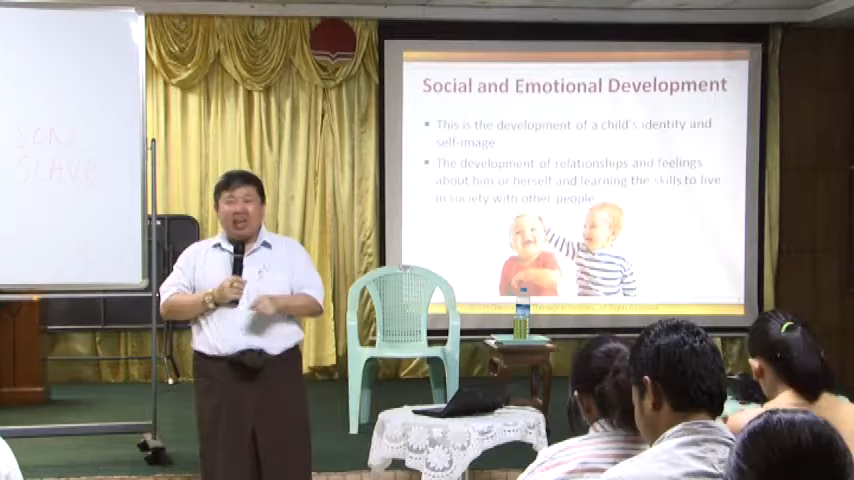 Social and Emotional Development
This is the development of a child's identity and
self-image
The development of relationships and feelings
about him or herself and learning the skills to live
in society with other people